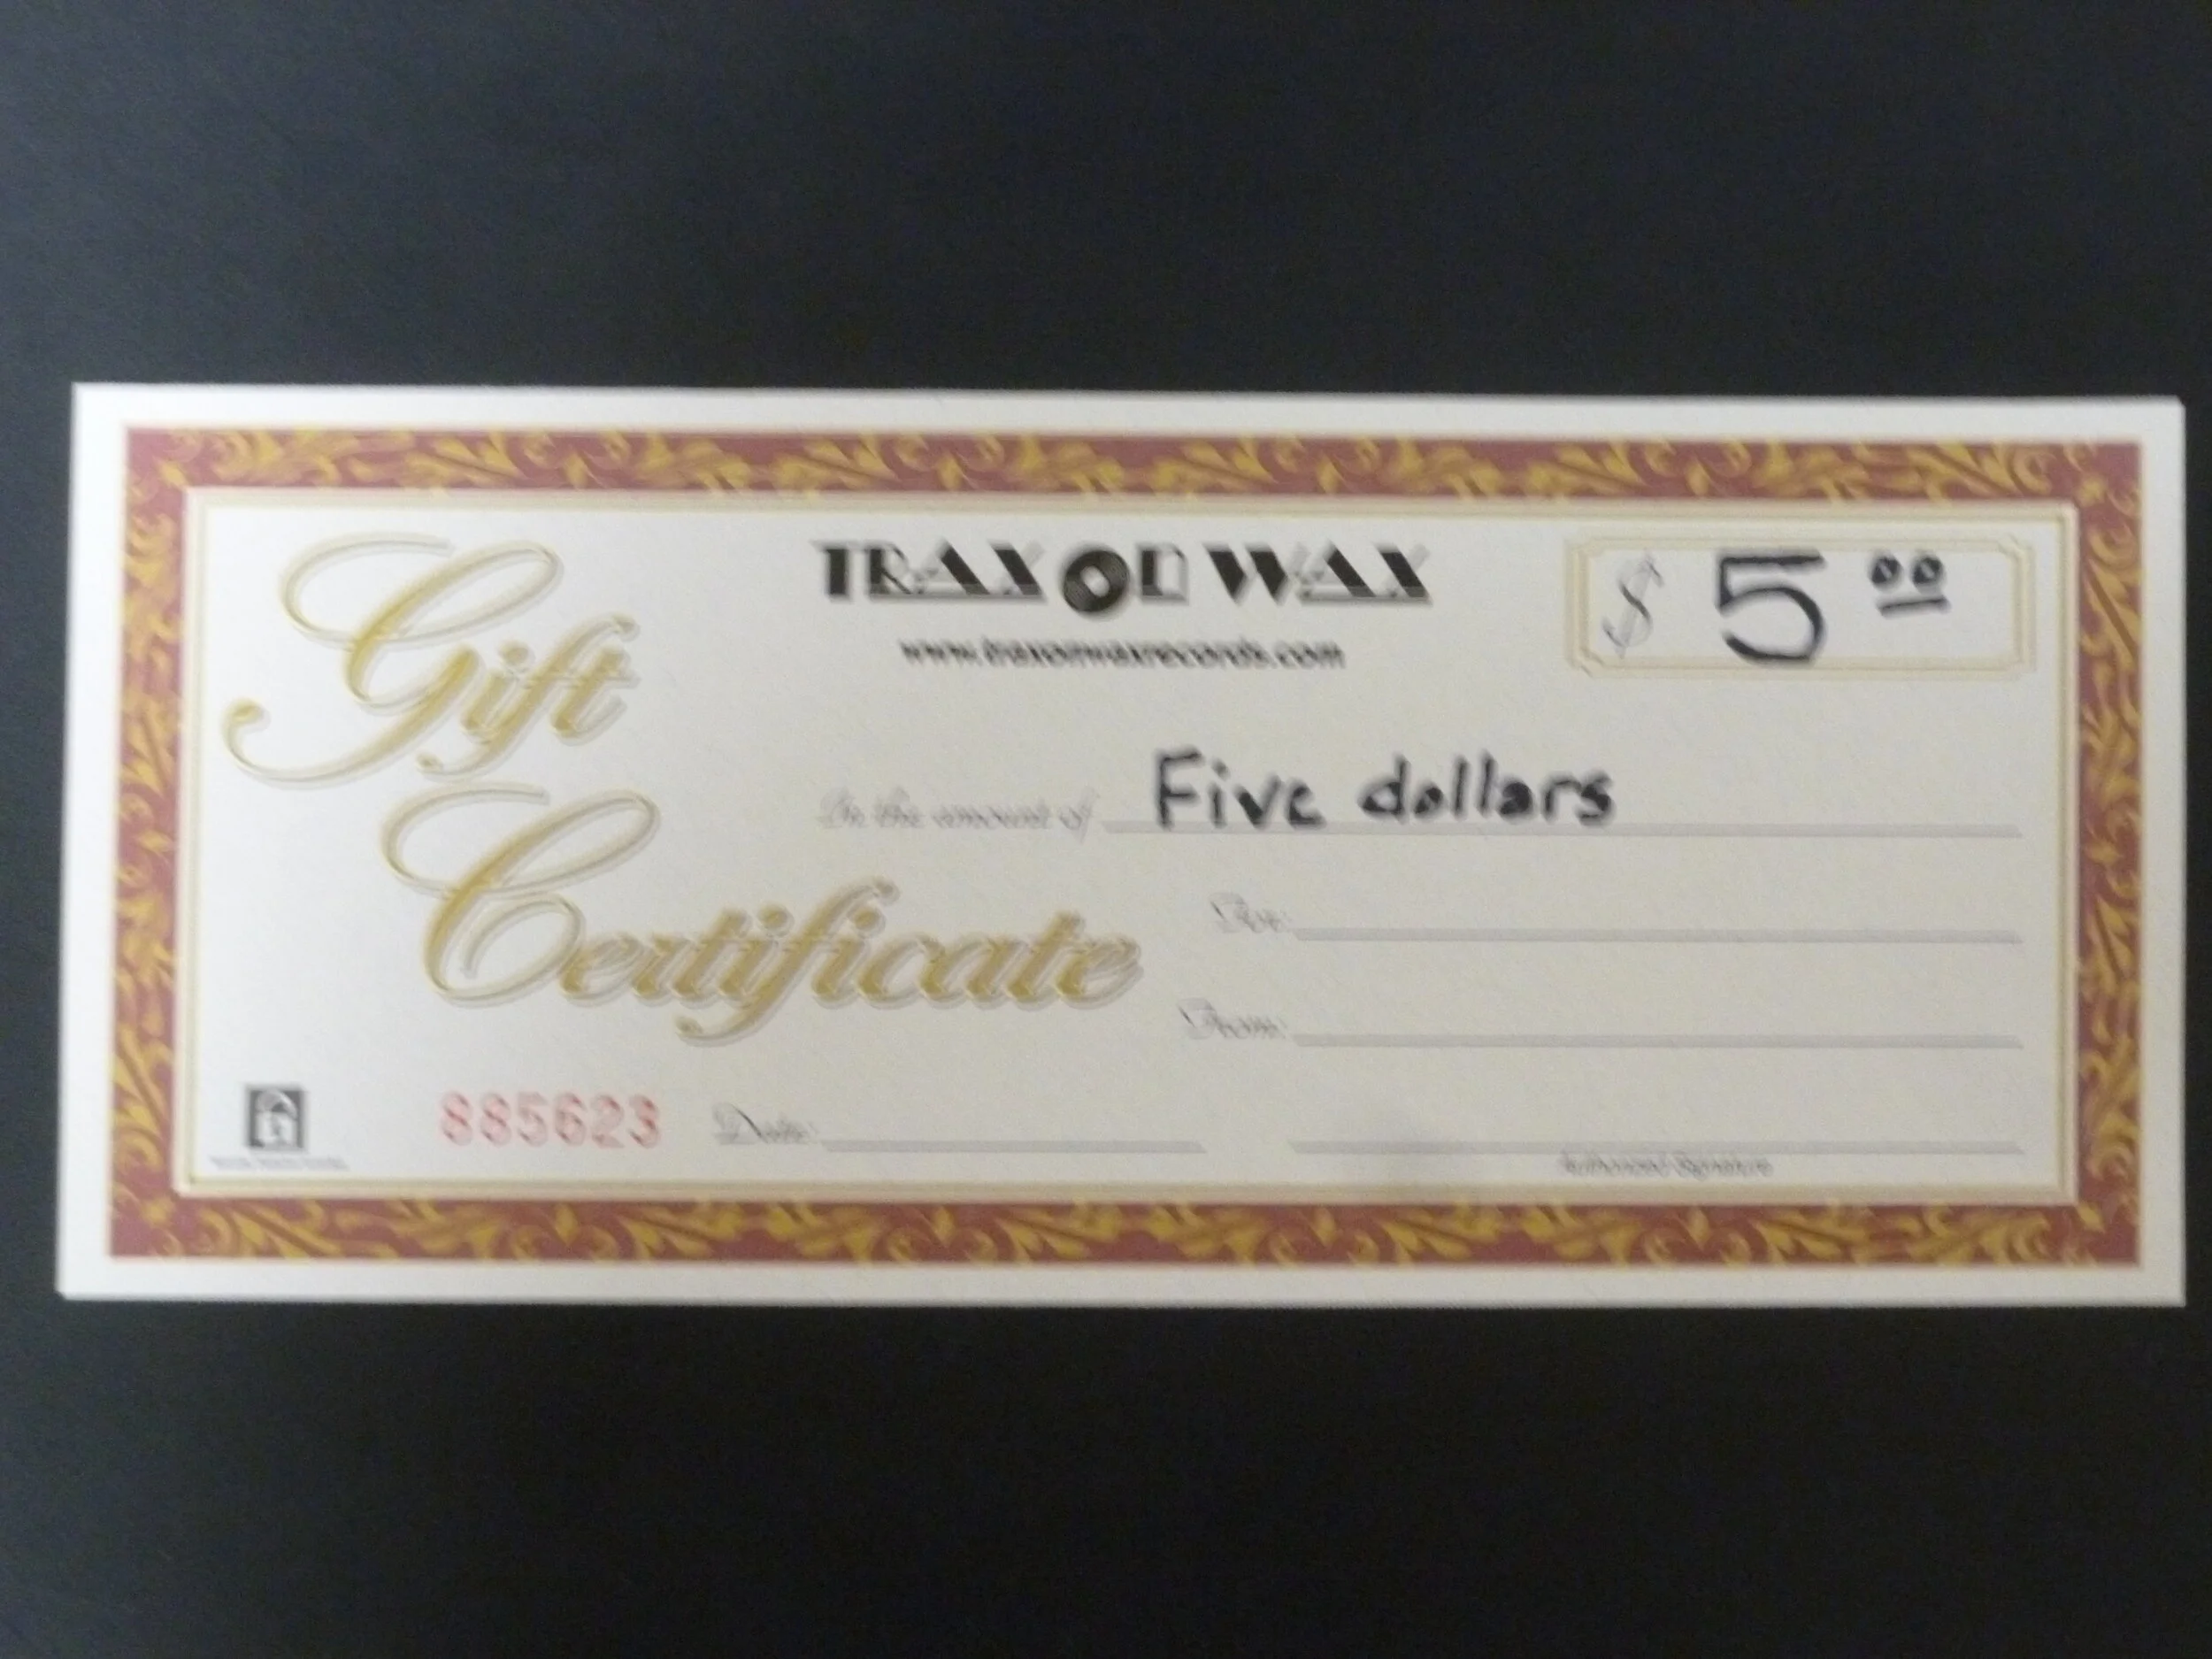 Gift
Certificate
TRAX ON WAX
www.traxonwaxrecords.com
$ 5 00
In the amount of Five dollars
For:
From:
885623 Date:
Authorized Signature